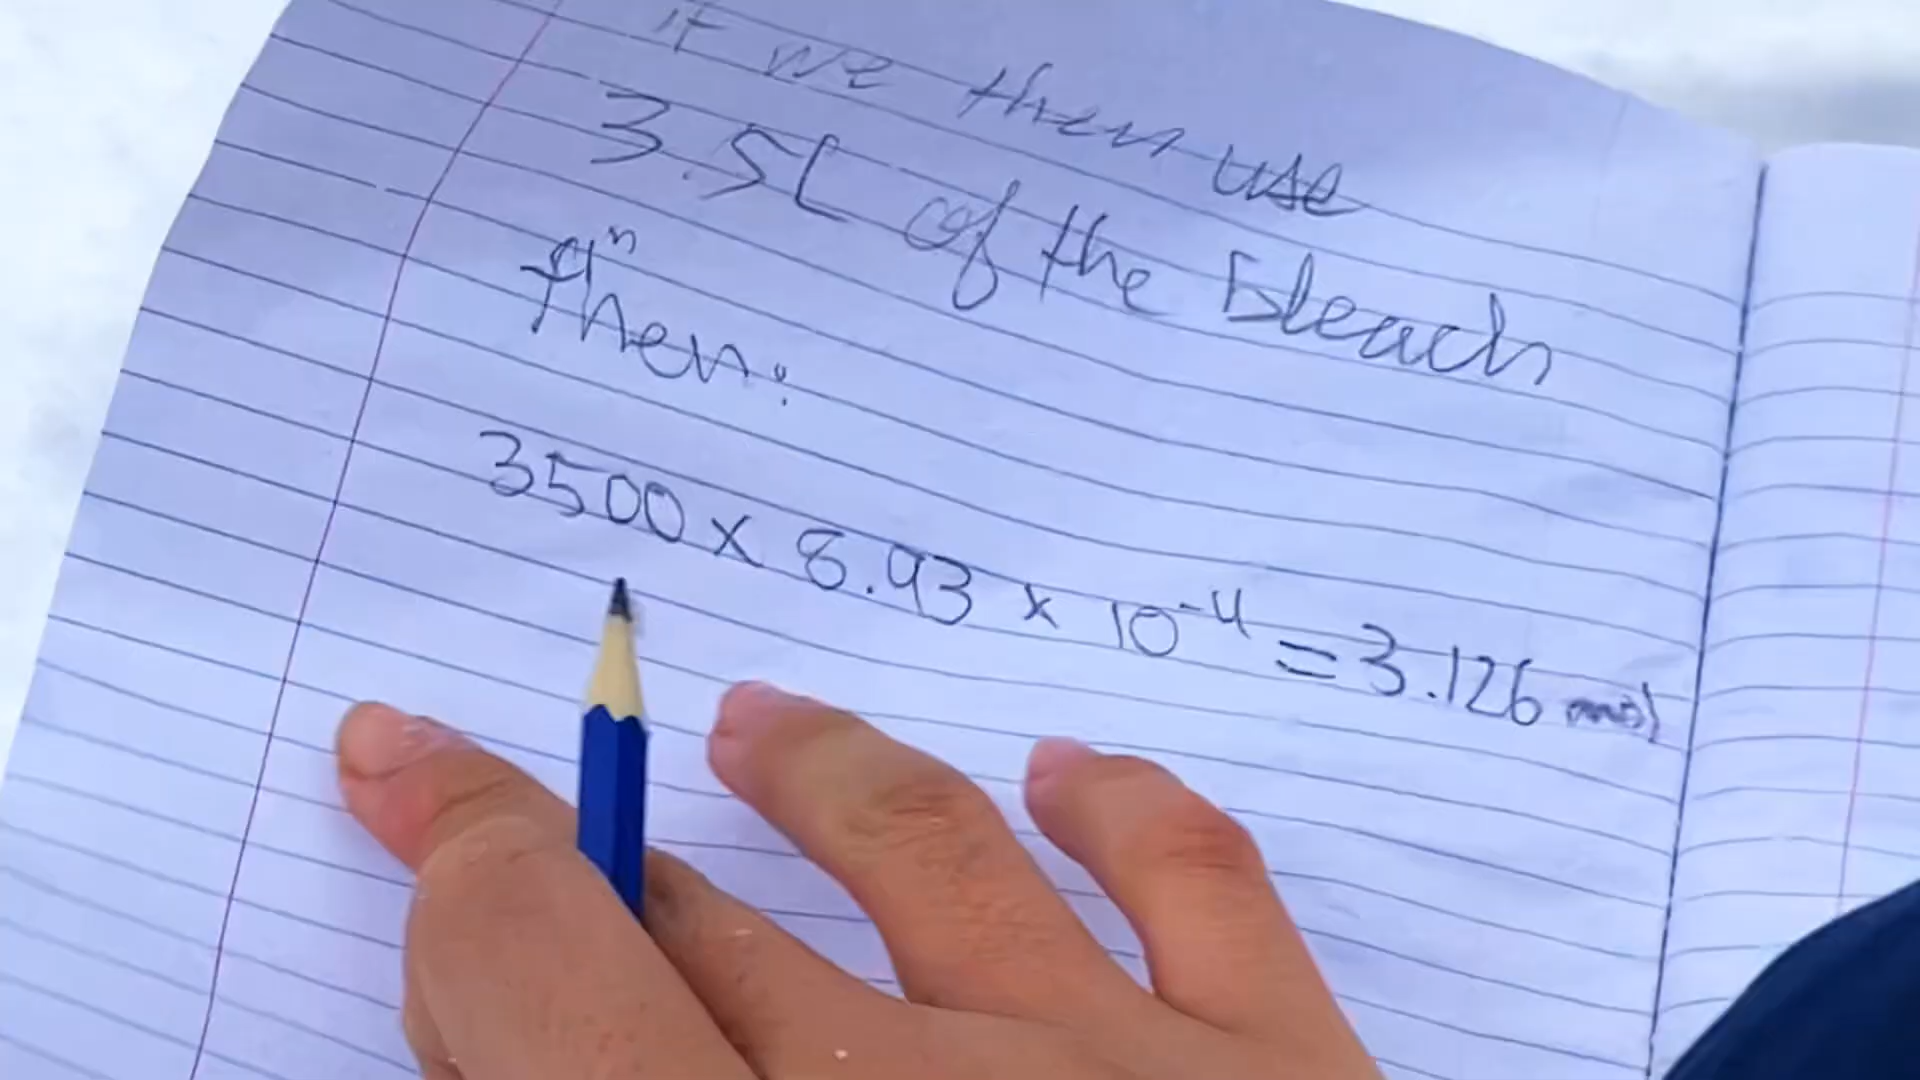 if we then use
3.5L of the bleach
then:
3500 x 8.93 x 10⁻⁴ = 3.126 mol